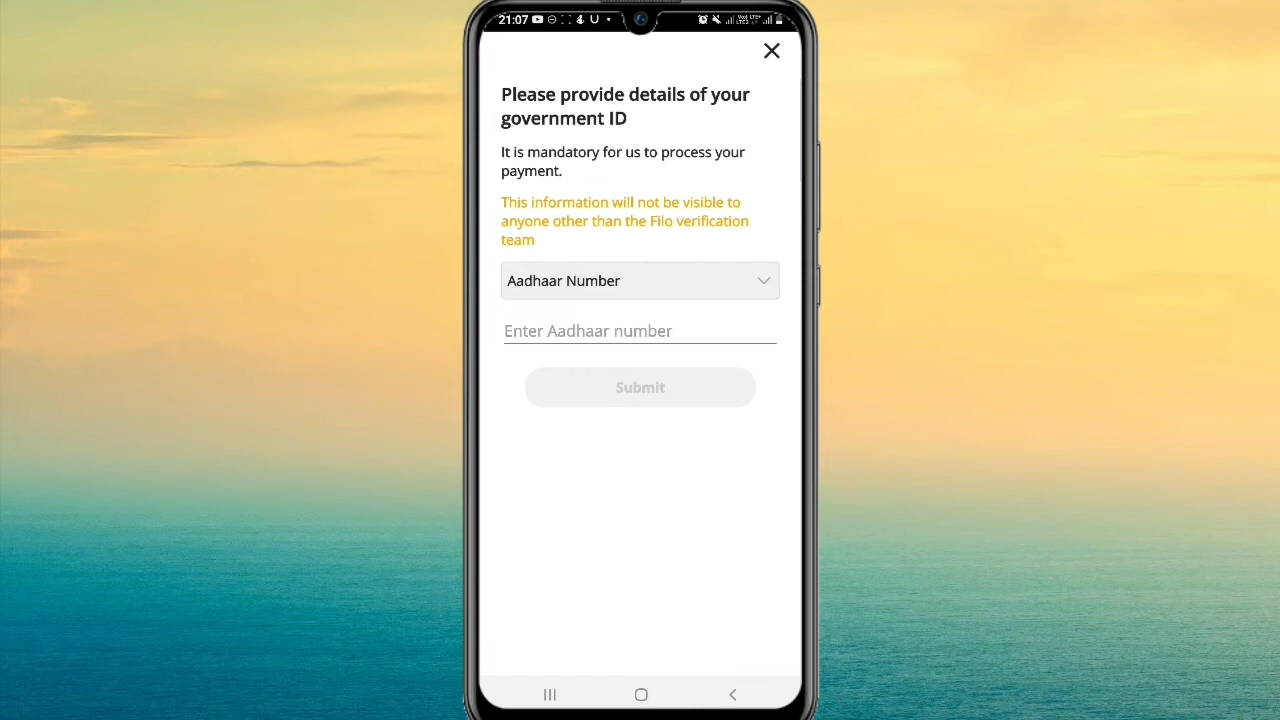 21:07
Please provide details of your
government ID
It is mandatory for us to process your
payment.
This information will not be visible to
anyone other than the Filo verification
team
Aadhaar Number
Enter Aadhaar number
Submit